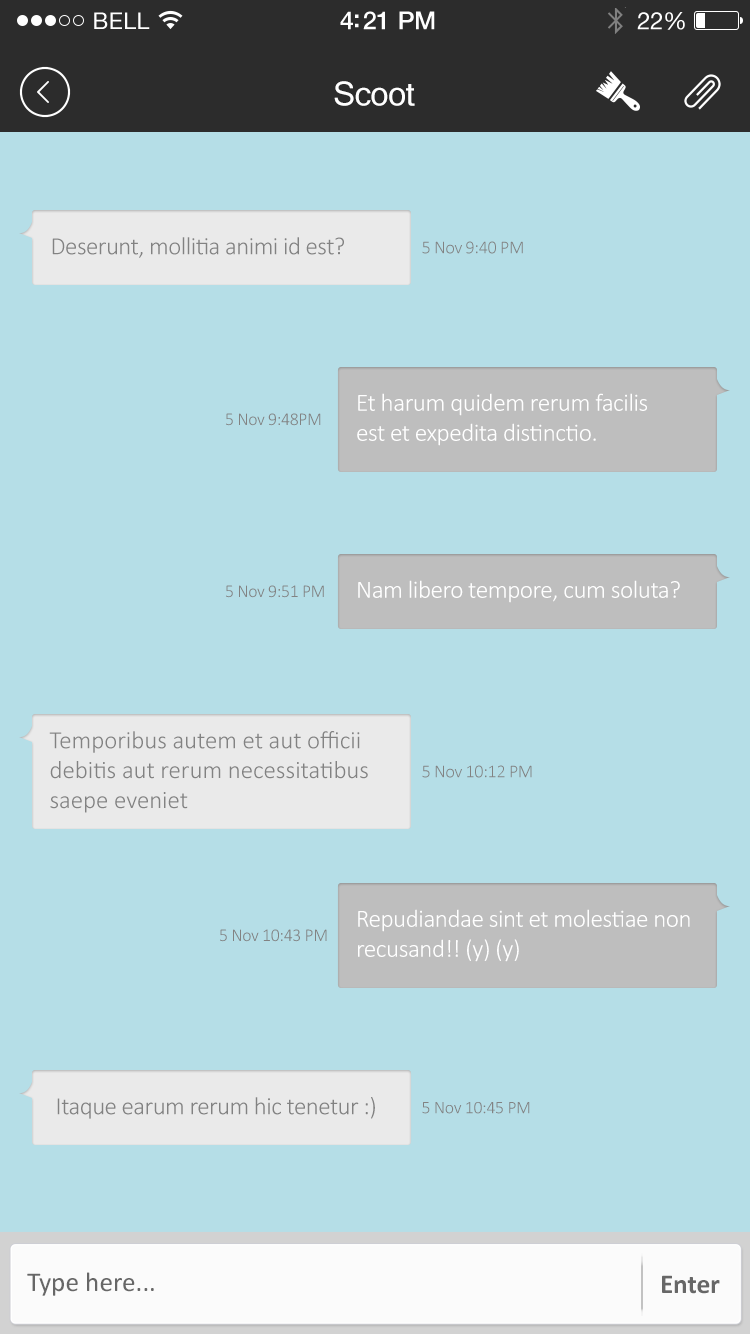 BELL 4:21 PM 22%
Scoot
Deserunt, mollitia animi id est?
5 Nov 9:40 PM
Et harum quidem rerum facilis
est et expedita distinctio.
5 Nov 9:48PM
Nam libero tempore, cum soluta?
5 Nov 9:51 PM
Temporibus autem et aut officii
debitis aut rerum necessitatibus
saepe eveniet
5 Nov 10:12 PM
Repudiandae sint et molestiae non
recusand!! (y) (y)
5 Nov 10:43 PM
Itaque earum rerum hic tenetur :)
5 Nov 10:45 PM
Type here... Enter